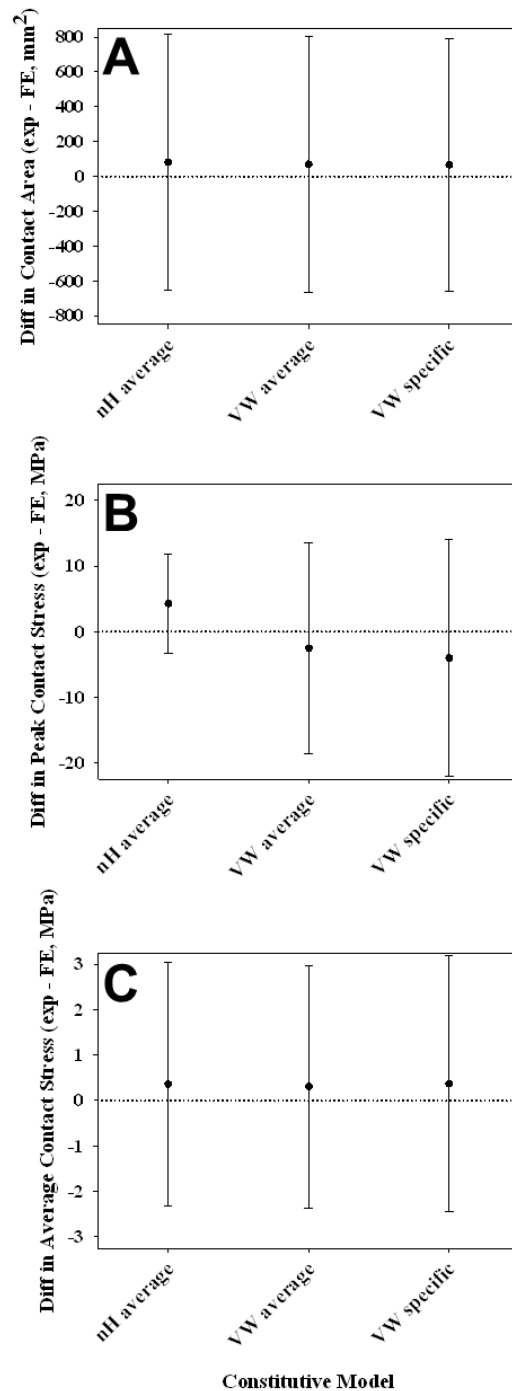 A
Diff in Contact Area (exp - FE, mm²)
800
600
400
200
0
-200
-400
-600
-800
nH average
VW average
VW specific
B
Diff in Peak Contact Stress (exp - FE, MPa)
20
10
0
-10
-20
nH average
VW average
VW specific
C
Diff in Average Contact Stress (exp - FE, MPa)
3
2
1
0
-1
-2
-3
nH average
VW average
VW specific
Constitutive Model